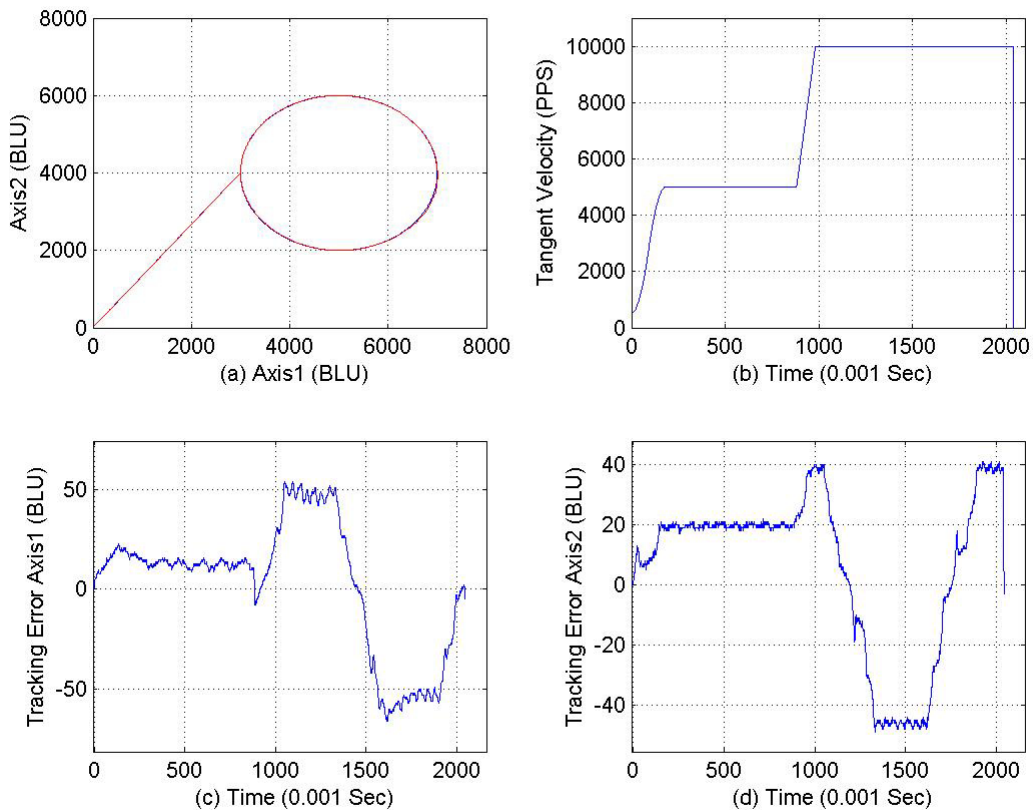 8000
6000
4000
2000
0
Axis2 (BLU)
0 2000 4000 6000 8000
(a) Axis1 (BLU)
10000
8000
6000
4000
2000
0
Tangent Velocity (PPS)
0 500 1000 1500 2000
(b) Time (0.001 Sec)
50
0
-50
Tracking Error Axis1 (BLU)
0 500 1000 1500 2000
(c) Time (0.001 Sec)
40
20
0
-20
-40
Tracking Error Axis2 (BLU)
0 500 1000 1500 2000
(d) Time (0.001 Sec)